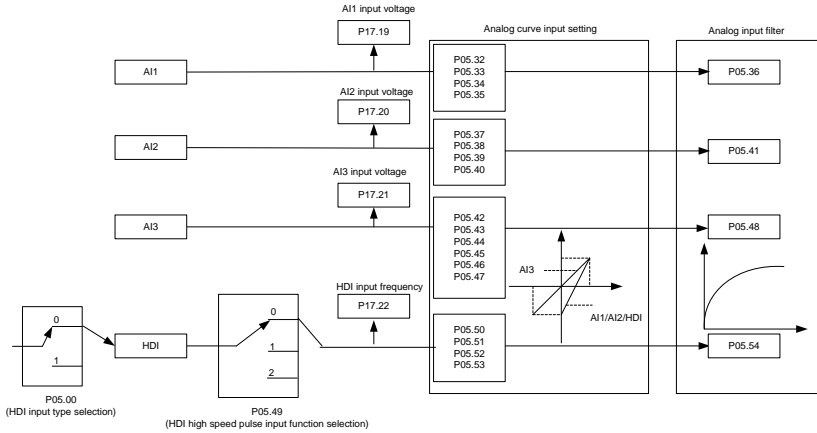 AI1 input voltage
P17.19
Analog curve input setting
Analog input filter
AI1
P05.32
P05.33
P05.34
P05.35
P05.36
AI2 input voltage
P17.20
AI2
P05.37
P05.38
P05.39
P05.40
P05.41
AI3 input voltage
P17.21
AI3
P05.42
P05.43
P05.44
P05.45
P05.46
P05.47
P05.48
AI3
AI1/AI2/HDI
HDI input frequency
P17.22
0
1
HDI
0
1
2
P05.50
P05.51
P05.52
P05.53
P05.54
P05.00
(HDI input type selection)
P05.49
(HDI high speed pulse input function selection)